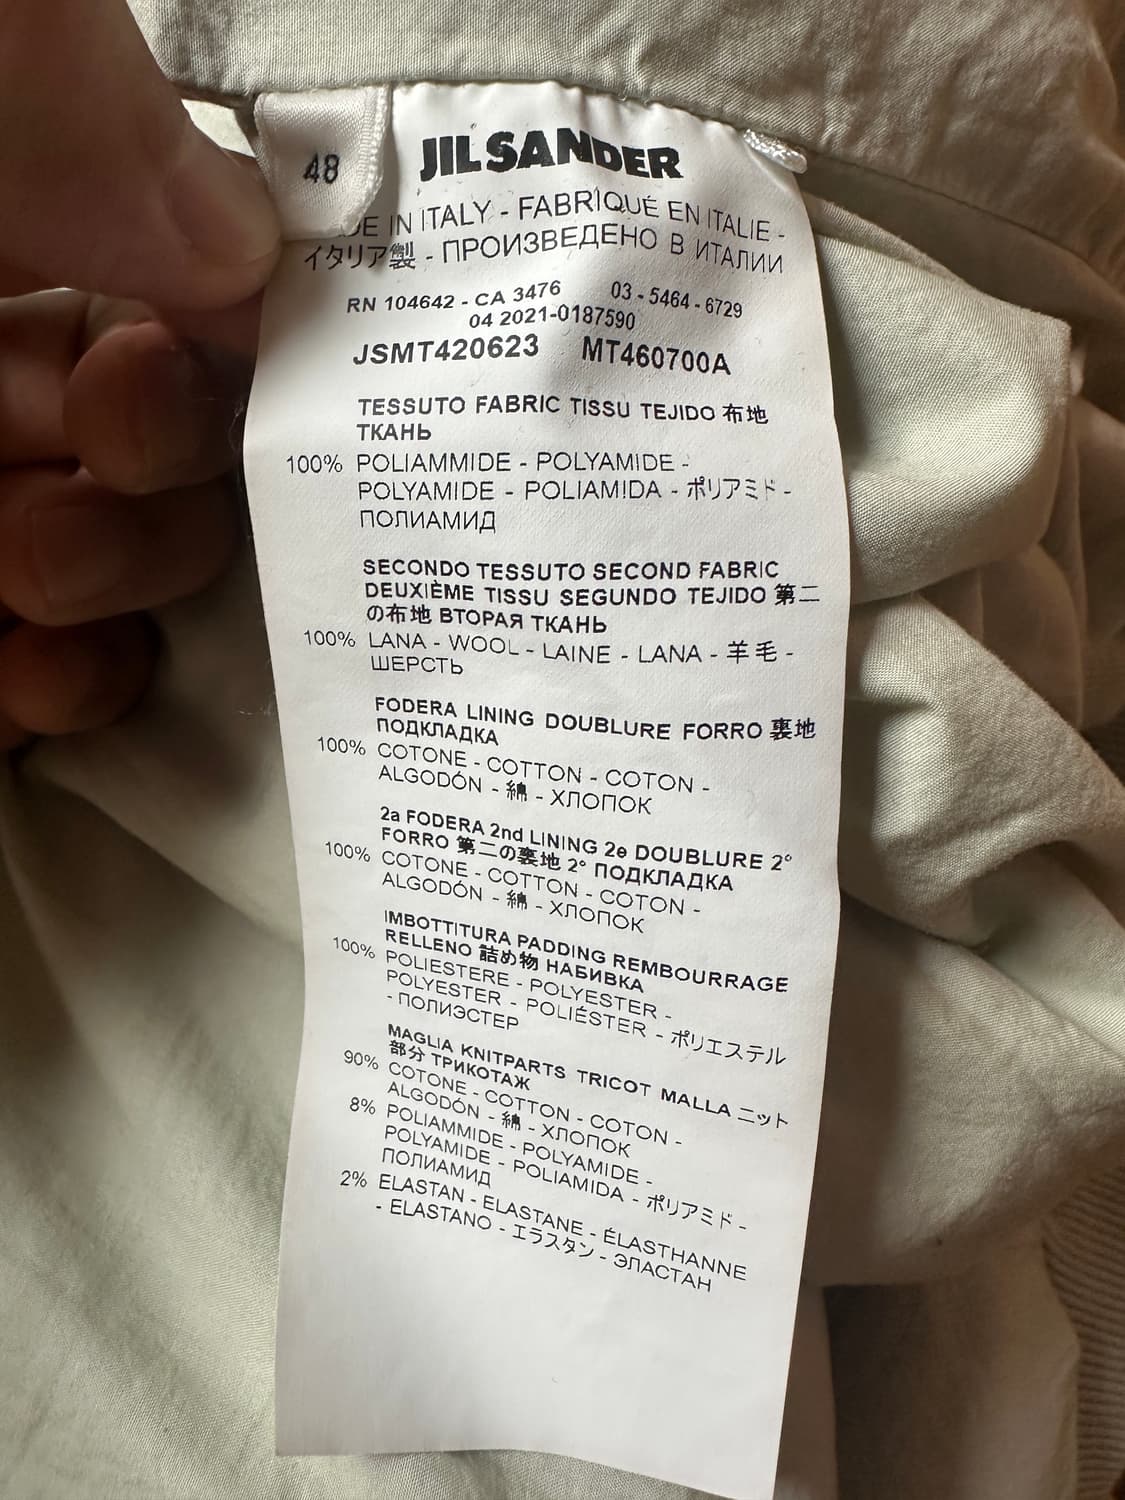 48
JIL SANDER
IN ITALY - FABRIQUÉ EN ITALIE -
イタリア製 - ПРОИЗВЕДЕНО В ИТАЛИИ
RN 104642 - CA 3476 03 - 5464 - 6729
04 2021-0187590
JSMT420623 MT460700A
TESSUTO FABRIC TISSU TEJIDO 布地
ТКАНЬ
100% POLIAMMIDE - POLYAMIDE -
POLYAMIDE - POLIAMIDA - ポリアミド -
ПОЛИАМИД
SECONDO TESSUTO SECOND FABRIC
DEUXIÈME TISSU SEGUNDO TEJIDO 第二
の布地 ВТОРАЯ ТКАНЬ
100% LANA - WOOL - LAINE - LANA - 羊毛 -
ШЕРСТЬ
FODERA LINING DOUBLURE FORRO 裏地
ПОДКЛАДКА
100% COTONE - COTTON - COTON -
ALGODÓN - 綿 - ХЛОПОК
2a FODERA 2nd LINING 2e DOUBLURE 2°
FORRO 第二の裏地 2° ПОДКЛАДКА
100% COTONE - COTTON - COTON -
ALGODÓN - 綿 - ХЛОПОК
IMBOTTITURA PADDING REMBOURRAGE
RELLENO 詰め物 НАБИВКА
100% POLIESTERE - POLYESTER -
POLYESTER - POLIÉSTER - ポリエステル
- ПОЛИЭСТЕР
MAGLIA KNITPARTS TRICOT MALLA ニット
部分 ТРИКОТАЖ
90% COTONE - COTTON - COTON -
ALGODÓN - 綿 - ХЛОПОК
8% POLIAMMIDE - POLYAMIDE -
POLYAMIDE - POLIAMIDA - ポリアミド -
ПОЛИАМИД
2% ELASTAN - ELASTANE - ÉLASTHANNE
- ELASTANO - エラスタン - ЭЛАСТАН